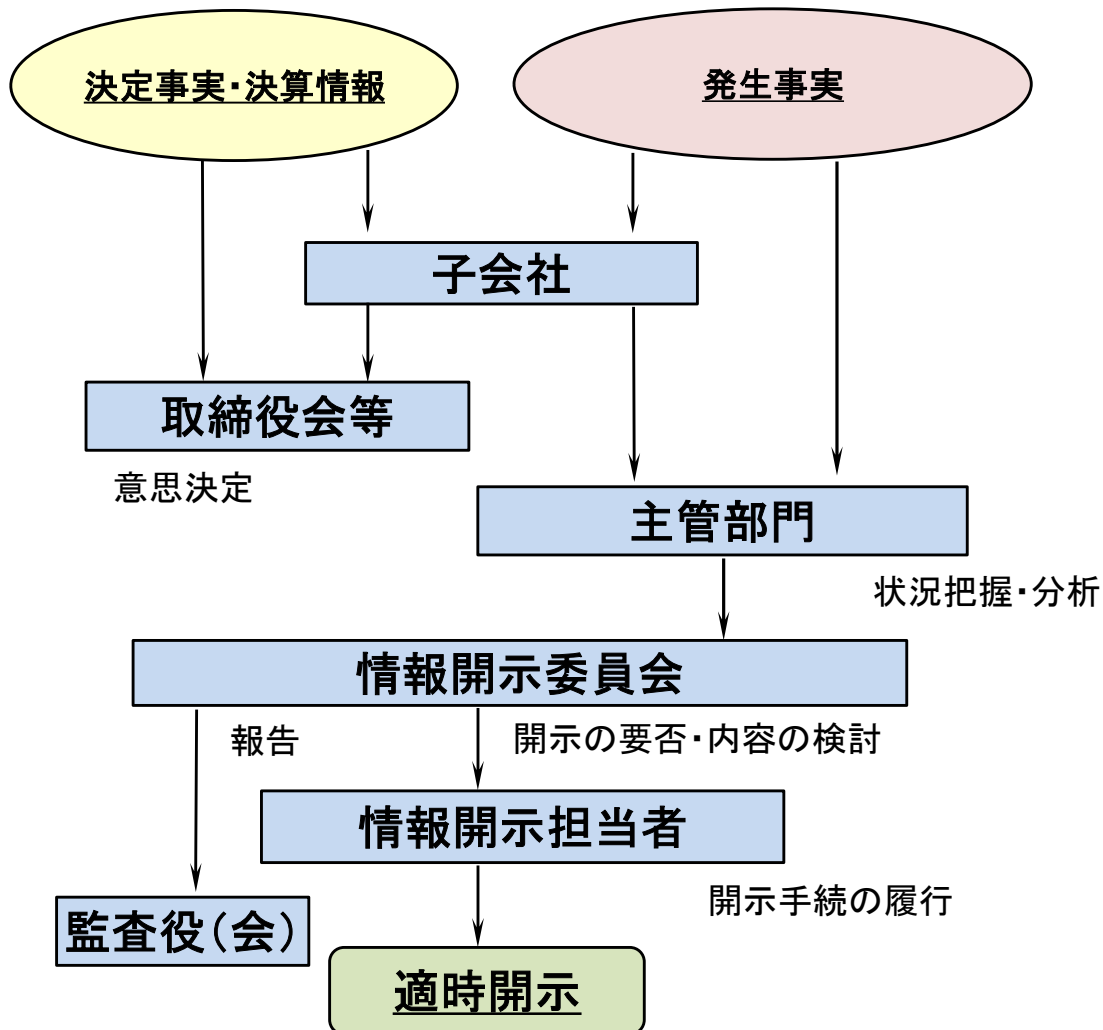 決定事実・決算情報
発生事実
子会社
取締役会等
意思決定
主管部門
状況把握・分析
情報開示委員会
報告
開示の要否・内容の検討
情報開示担当者
開示手続の履行
監査役(会)
適時開示